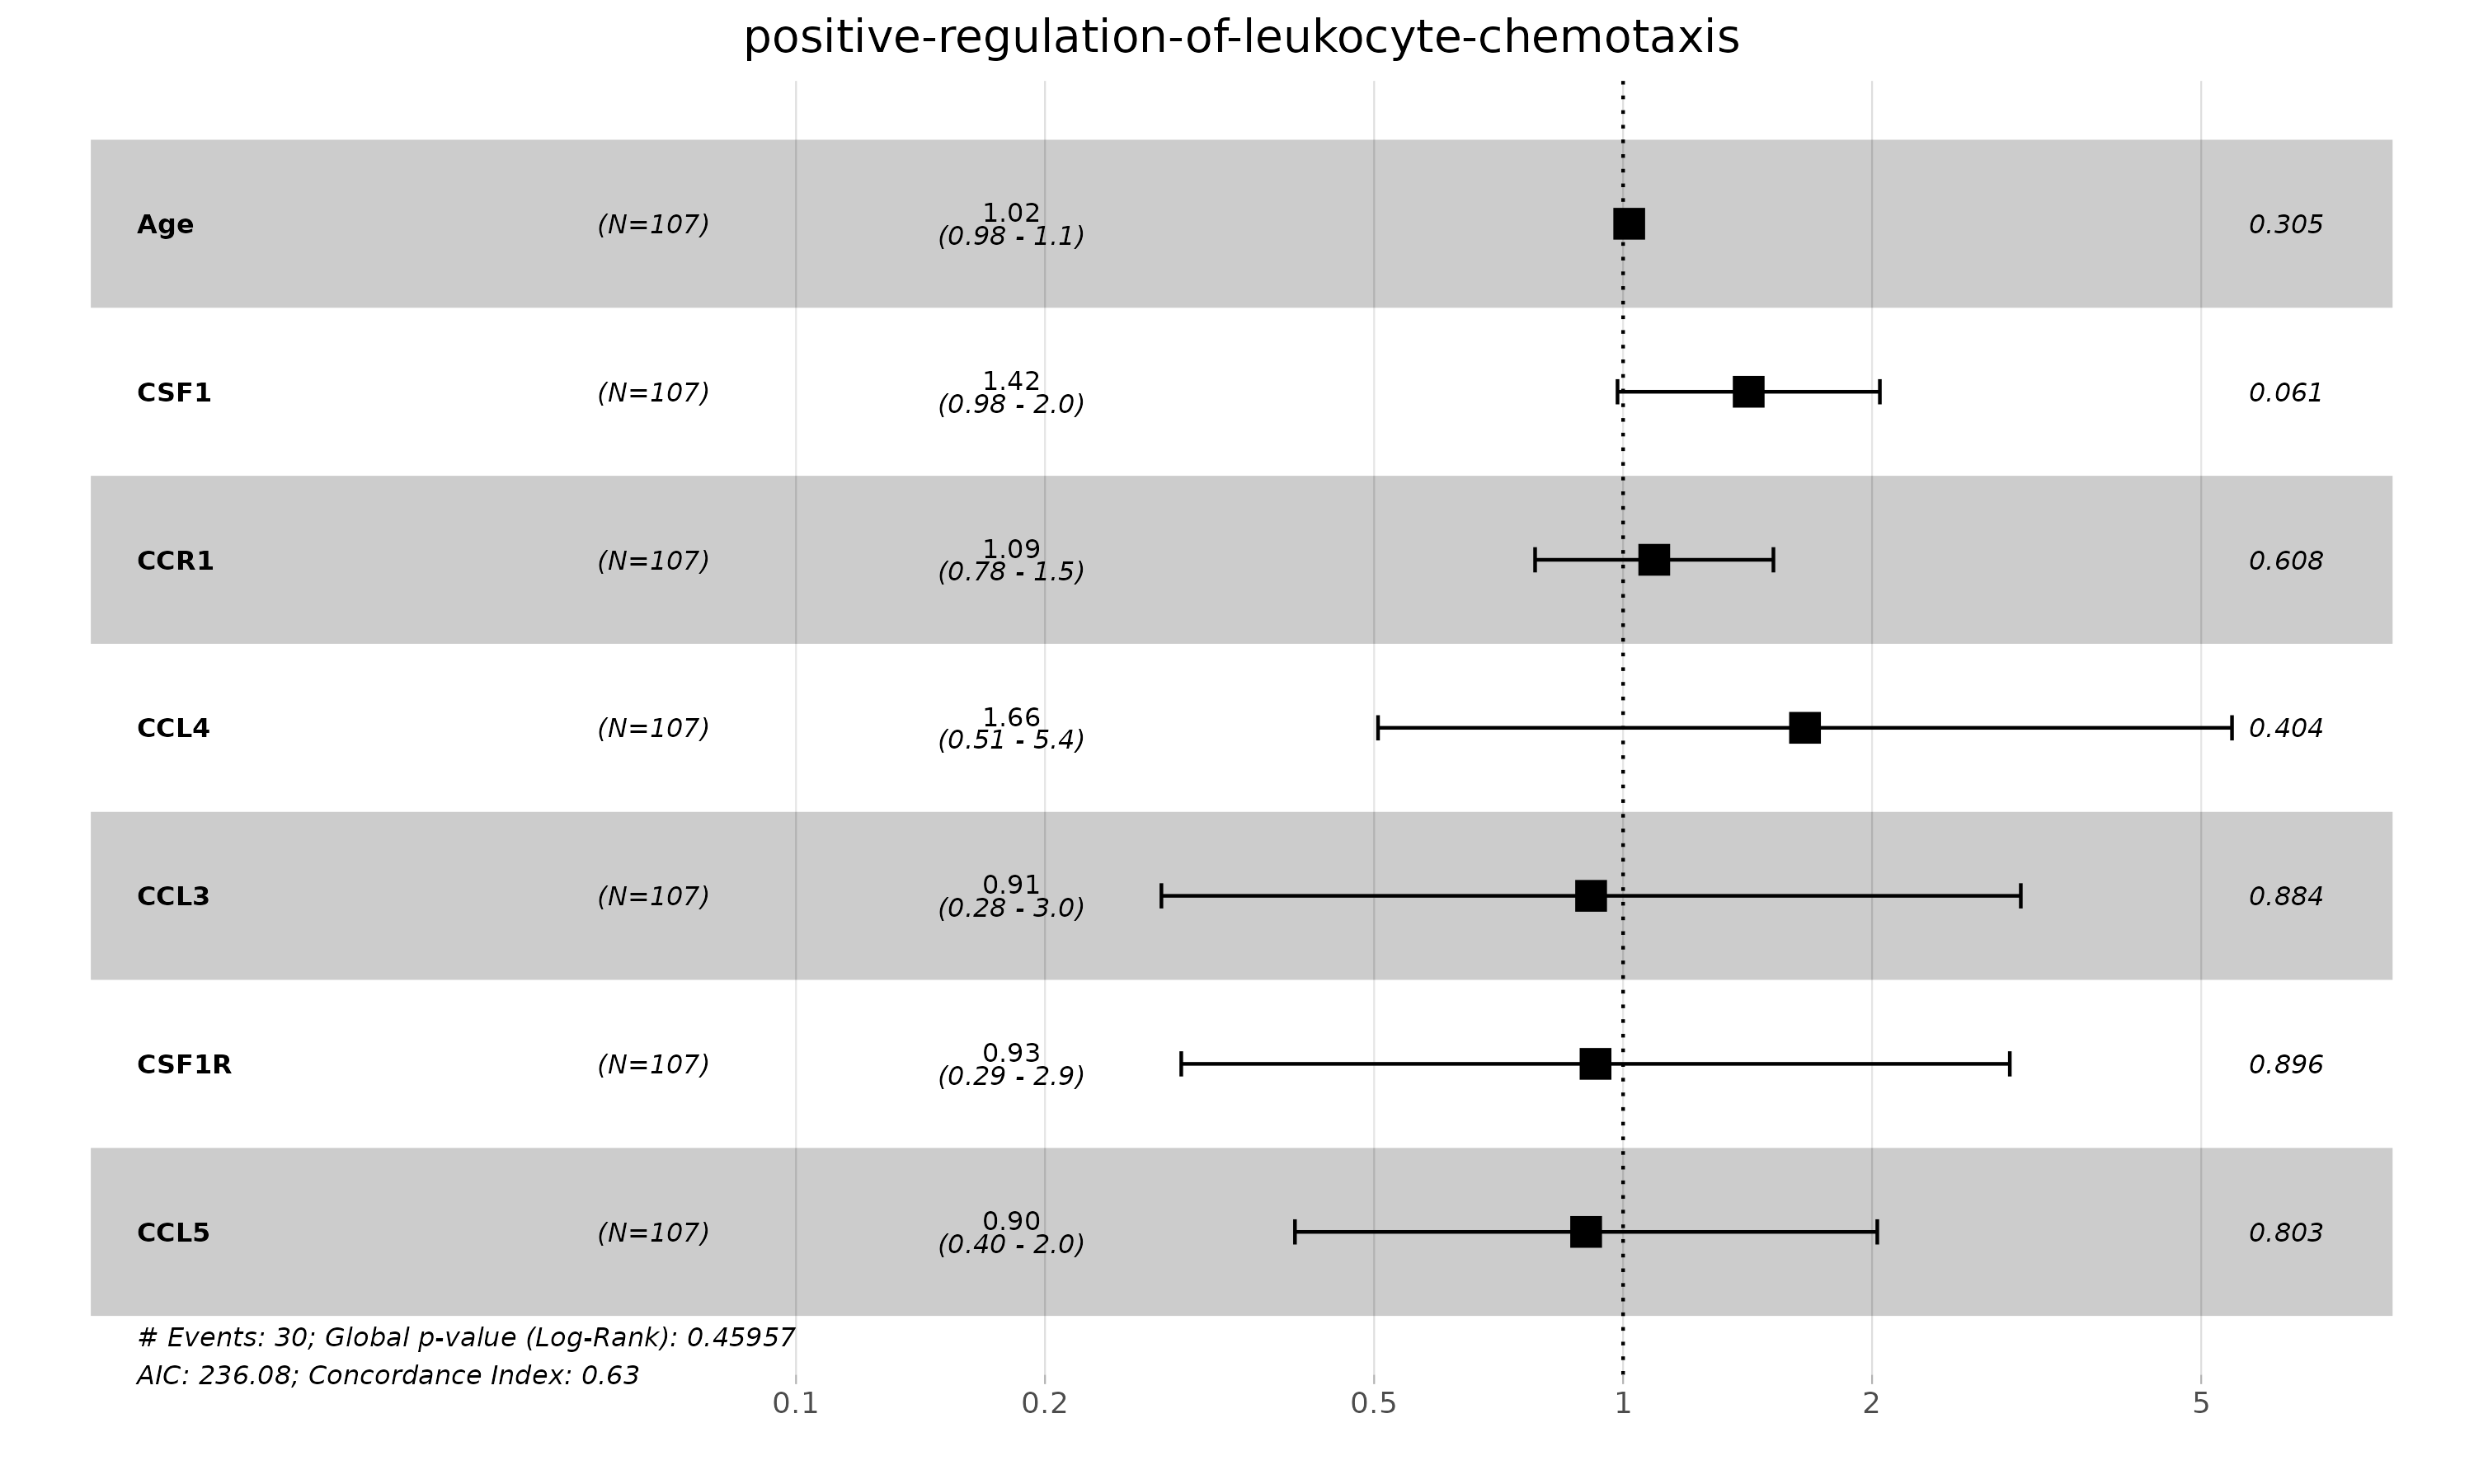 positive-regulation-of-leukocyte-chemotaxis
Age (N=107) 1.02 0.305
(0.98 - 1.1)
CSF1 (N=107) 1.42 0.061
(0.98 - 2.0)
CCR1 (N=107) 1.09 0.608
(0.78 - 1.5)
CCL4 (N=107) 1.66 0.404
(0.51 - 5.4)
CCL3 (N=107) 0.91 0.884
(0.28 - 3.0)
CSF1R (N=107) 0.93 0.896
(0.29 - 2.9)
CCL5 (N=107) 0.90 0.803
(0.40 - 2.0)
# Events: 30; Global p-value (Log-Rank): 0.45957
AIC: 236.08; Concordance Index: 0.63
0.1 0.2 0.5 1 2 5